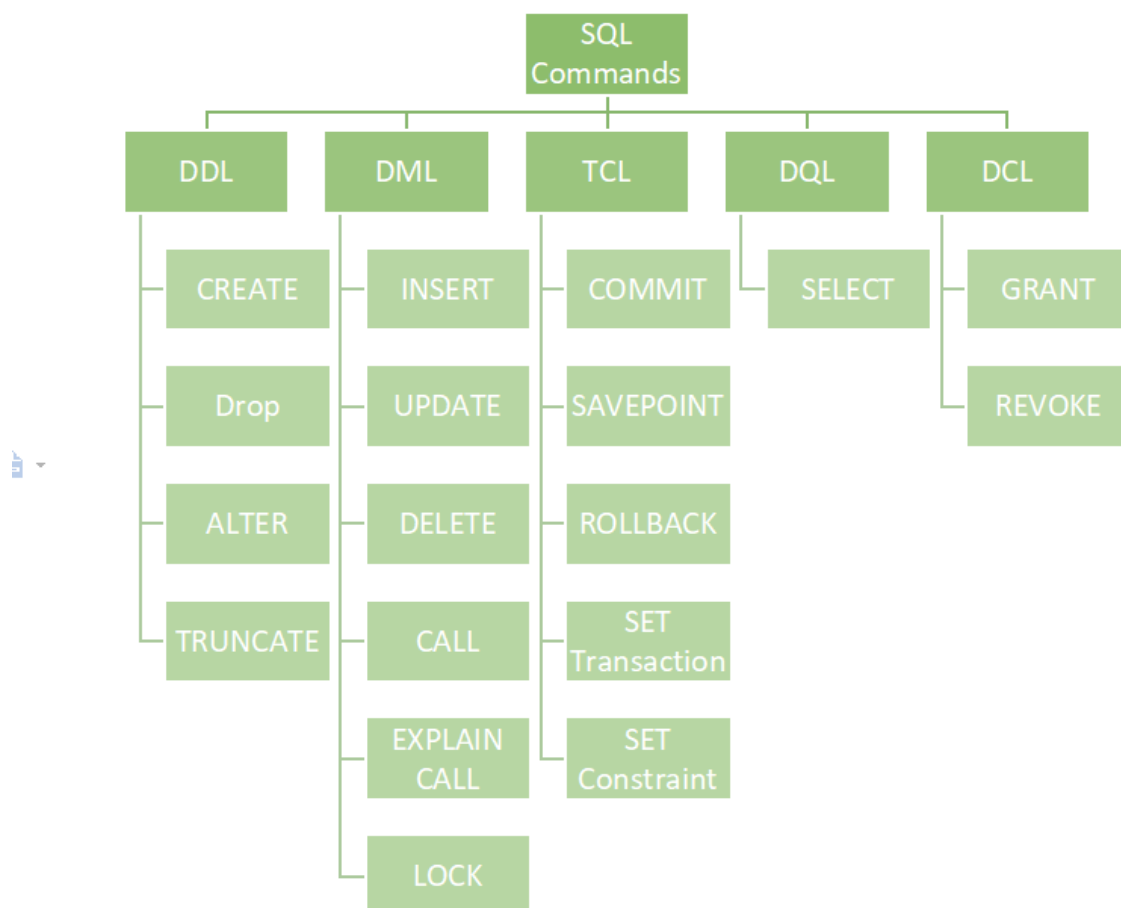 SQL
Commands
DDL
DML
TCL
DQL
DCL
CREATE
INSERT
COMMIT
SELECT
GRANT
Drop
UPDATE
SAVEPOINT
REVOKE
ALTER
DELETE
ROLLBACK
TRUNCATE
CALL
SET
Transaction
EXPLAIN
CALL
SET
Constraint
LOCK